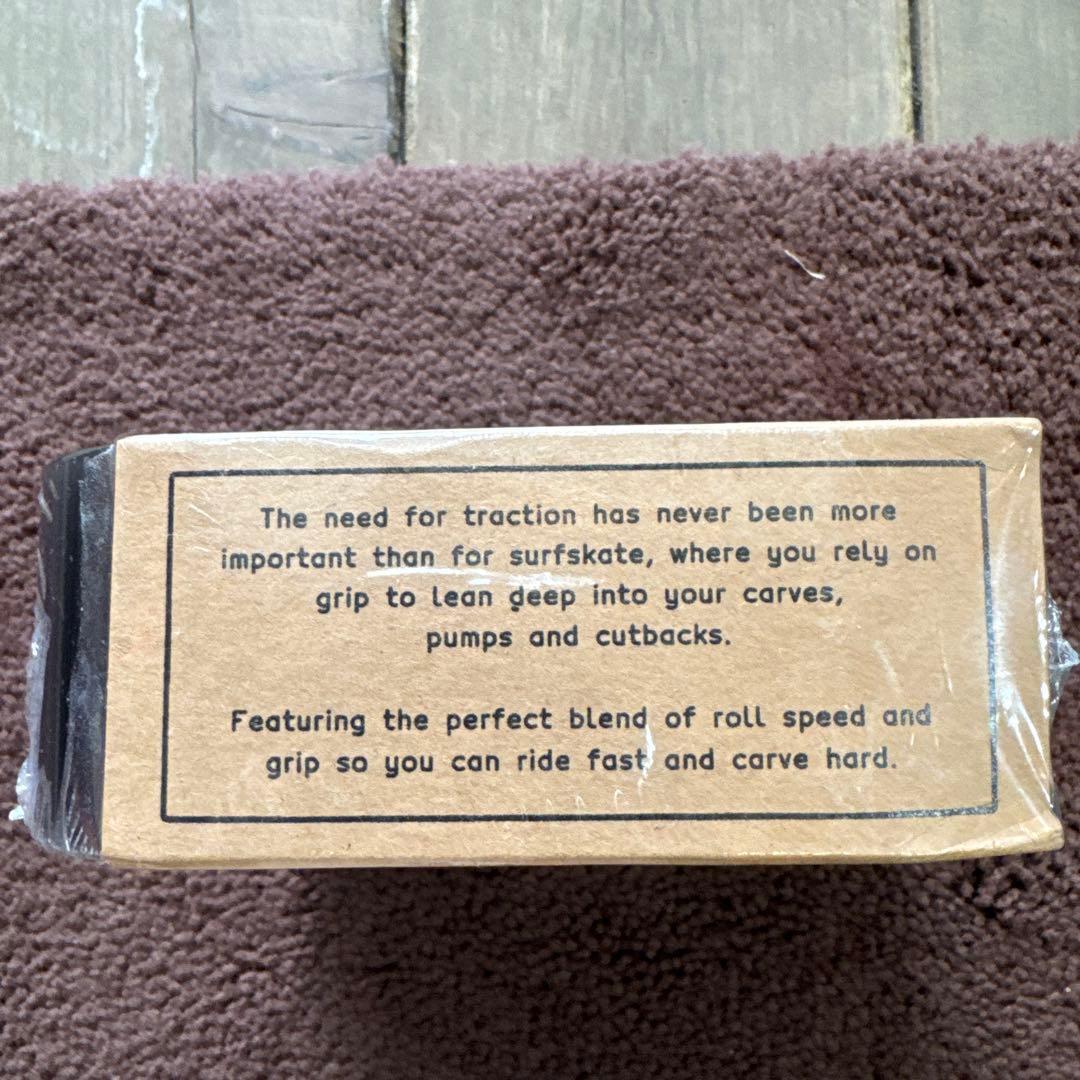 The need for traction has never been more
important than for surfskate, where you rely on
grip to lean deep into your carves,
pumps and cutbacks.
Featuring the perfect blend of roll speed and
grip so you can ride fast and carve hard.